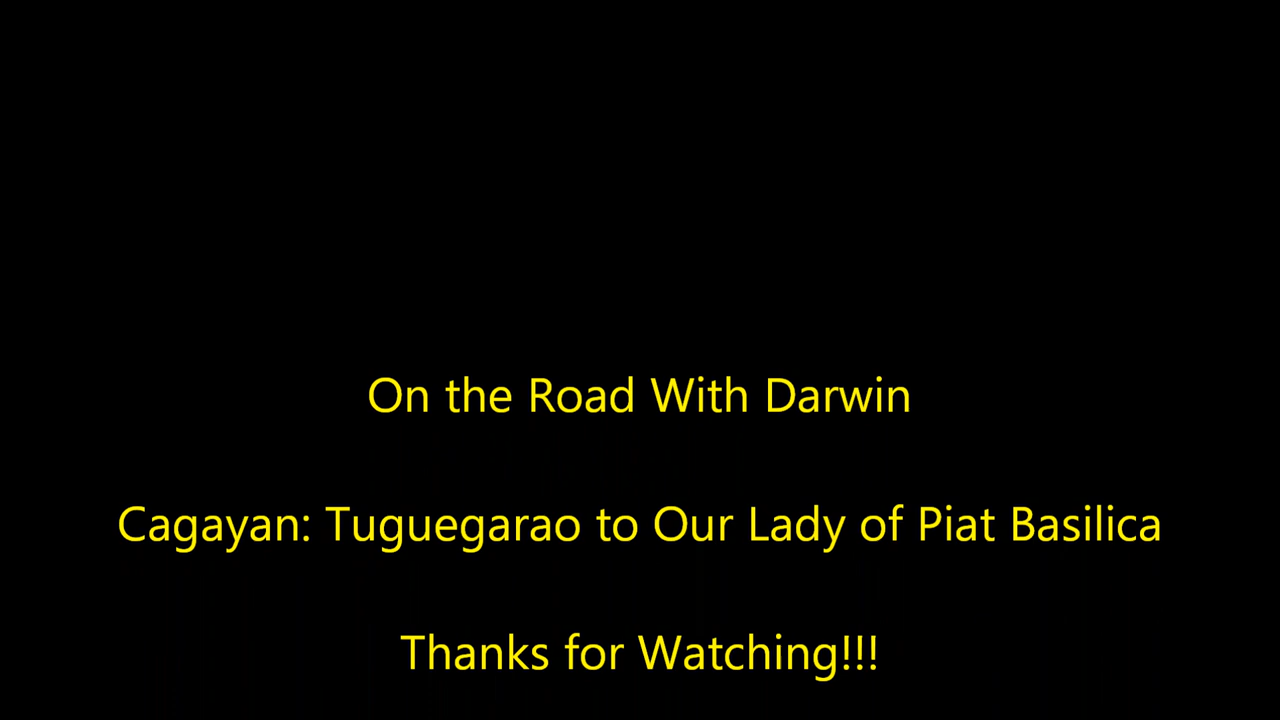 On the Road With Darwin
Cagayan: Tuguegarao to Our Lady of Piat Basilica
Thanks for Watching!!!